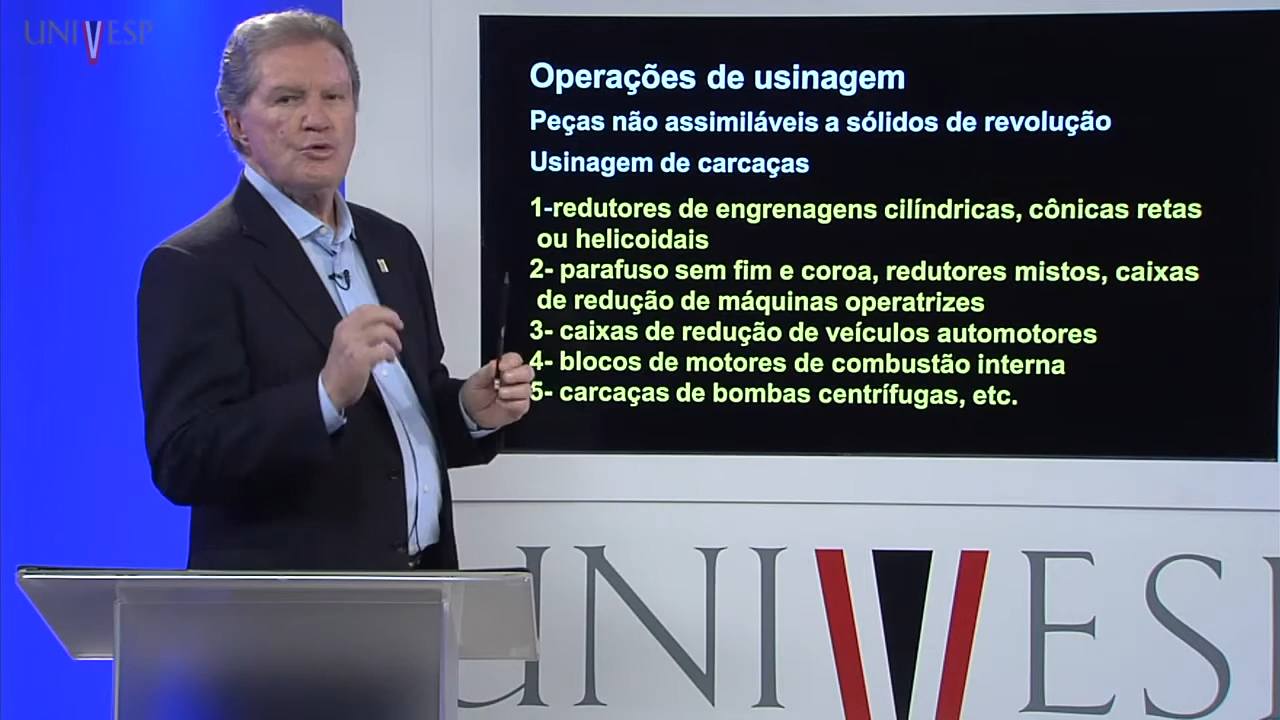 UNIVESP
Operações de usinagem
Peças não assimiláveis a sólidos de revolução
Usinagem de carcaças
1-redutores de engrenagens cilíndricas, cônicas retas
ou helicoidais
2- parafuso sem fim e coroa, redutores mistos, caixas
de redução de máquinas operatrizes
3- caixas de redução de veículos automotores
4- blocos de motores de combustão interna
5- carcaças de bombas centrífugas, etc.
UNIVESP